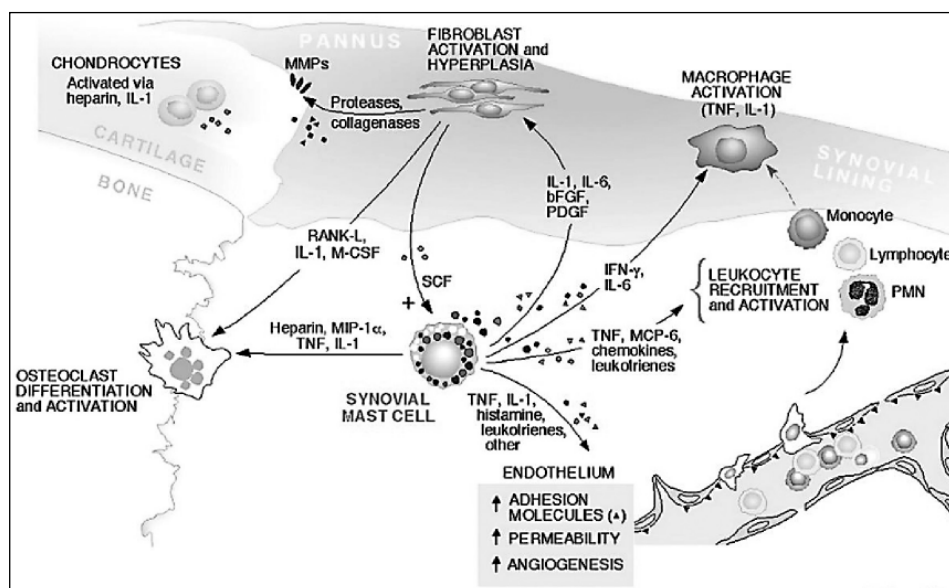 PANNUS
FIBROBLAST
ACTIVATION and
HYPERPLASIA
CHONDROCYTES
Activated via
heparin, IL-1
MMPs
Proteases,
collagenases
MACROPHAGE
ACTIVATION
(TNF, IL-1)
CARTILAGE
BONE
SYNOVIAL
LINING
IL-1, IL-6,
bFGF,
PDGF
Monocyte
Lymphocyte
PMN
RANK-L,
IL-1, M-CSF
SCF
+
IFN-γ,
IL-6
LEUKOCYTE
RECRUITMENT
and ACTIVATION
Heparin, MIP-1α,
TNF, IL-1
TNF, MCP-6,
chemokines,
leukotrienes
OSTEOCLAST
DIFFERENTIATION
and ACTIVATION
SYNOVIAL
MAST CELL
TNF, IL-1,
histamine,
leukotrienes,
other
ENDOTHELIUM
ADHESION
MOLECULES (▲)
PERMEABILITY
ANGIOGENESIS